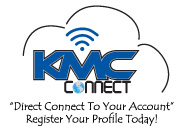 KMC
CONNECT
"Direct Connect To Your Account"
Register Your Profile Today!